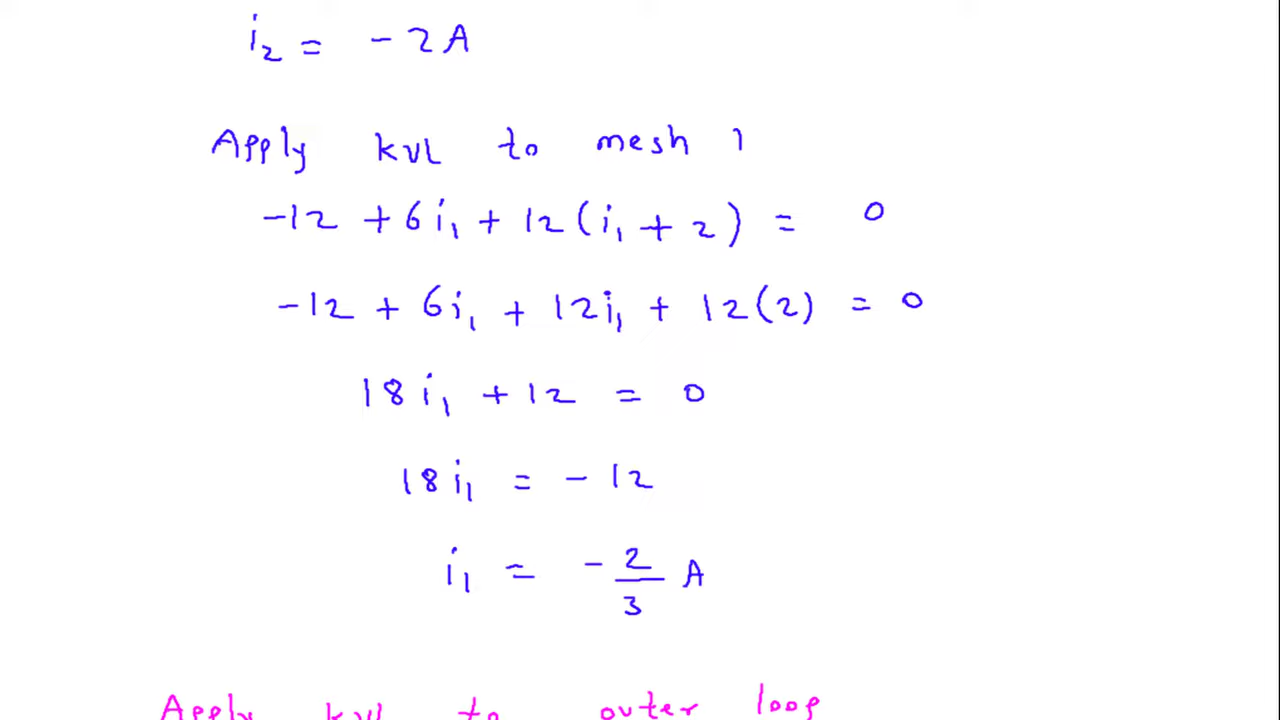 i₂ = -2A
Apply kvl to mesh 1
-12 + 6i₁ + 12(i₁ + 2) = 0
-12 + 6i₁ + 12i₁ + 12(2) = 0
18i₁ + 12 = 0
18i₁ = -12
i₁ = -2/3 A
Apply kvl to outer loop